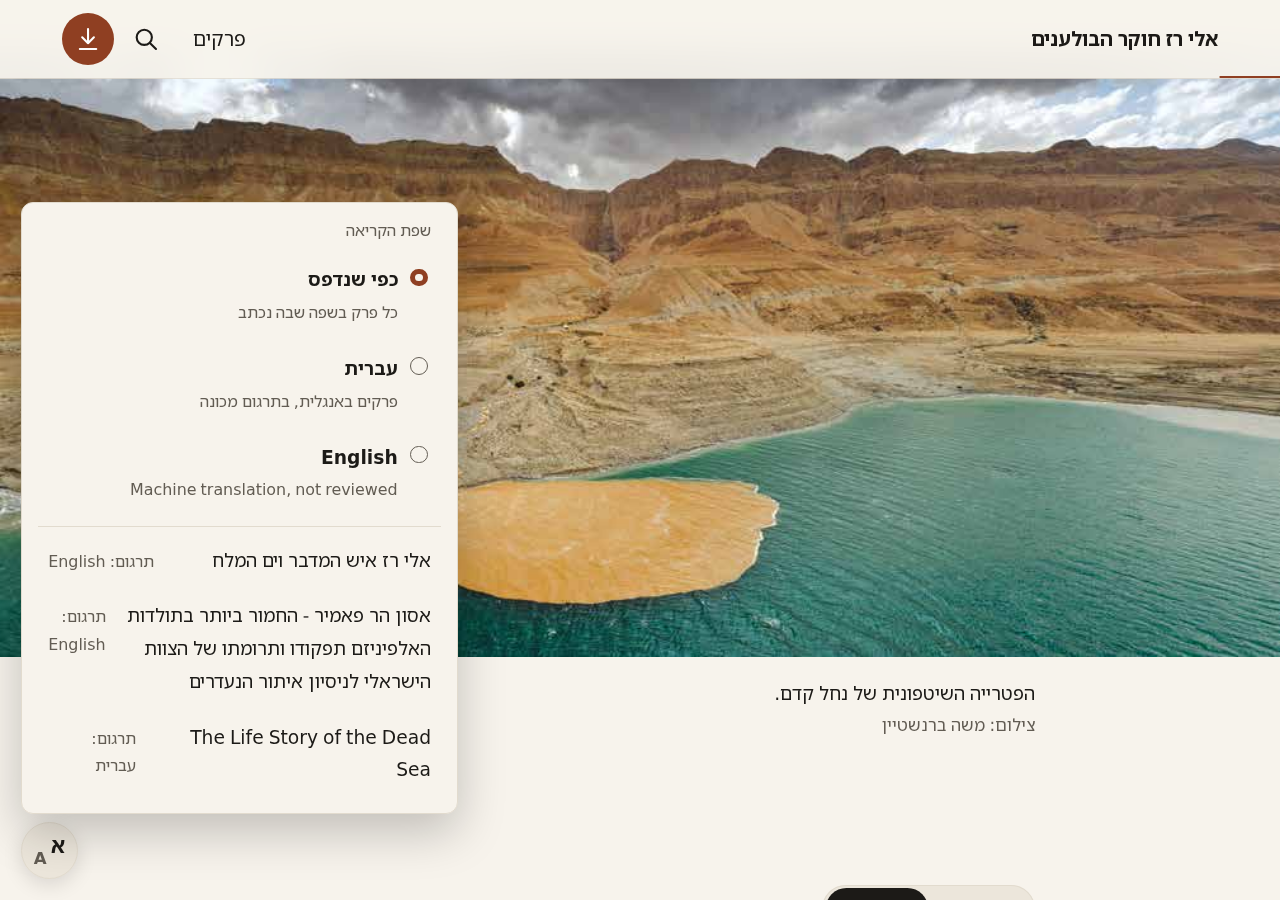 אלי רז חוקר הבולענים
פרקים
שפת הקריאה
כפי שנדפס
כל פרק בשפה שבה נכתב
עברית
פרקים באנגלית, בתרגום מכונה
English
Machine translation, not reviewed
אלי רז איש המדבר וים המלח
תרגום: English
אסון הר פאמיר - החמור ביותר בתולדות
האלפיניזם תפקודו ותרומתו של הצוות
הישראלי לניסיון איתור הנעדרים
תרגום:
English
The Life Story of the Dead
Sea
תרגום:
עברית
הפטרייה השיטפונית של נחל קדם.
צילום: משה ברנשטיין
א
A